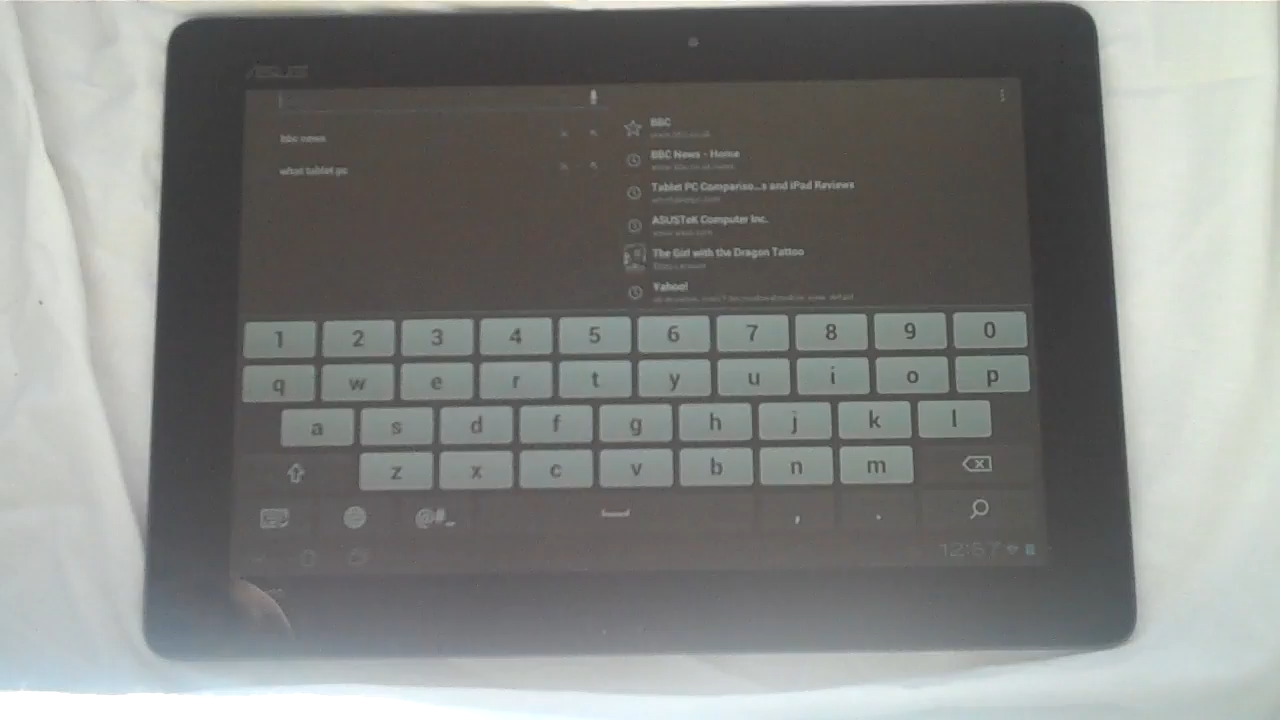 ASUS
bbc news
what tablet pc
BBC
BBC News - Home
Tablet PC Compariso...s and iPad Reviews
ASUSTeK Computer Inc.
The Girl with the Dragon Tattoo
Yahoo!
1 2 3 4 5 6 7 8 9 0
q w e r t y u i o p
a s d f g h j k l
z x c v b n m
@#_ , .
12:57